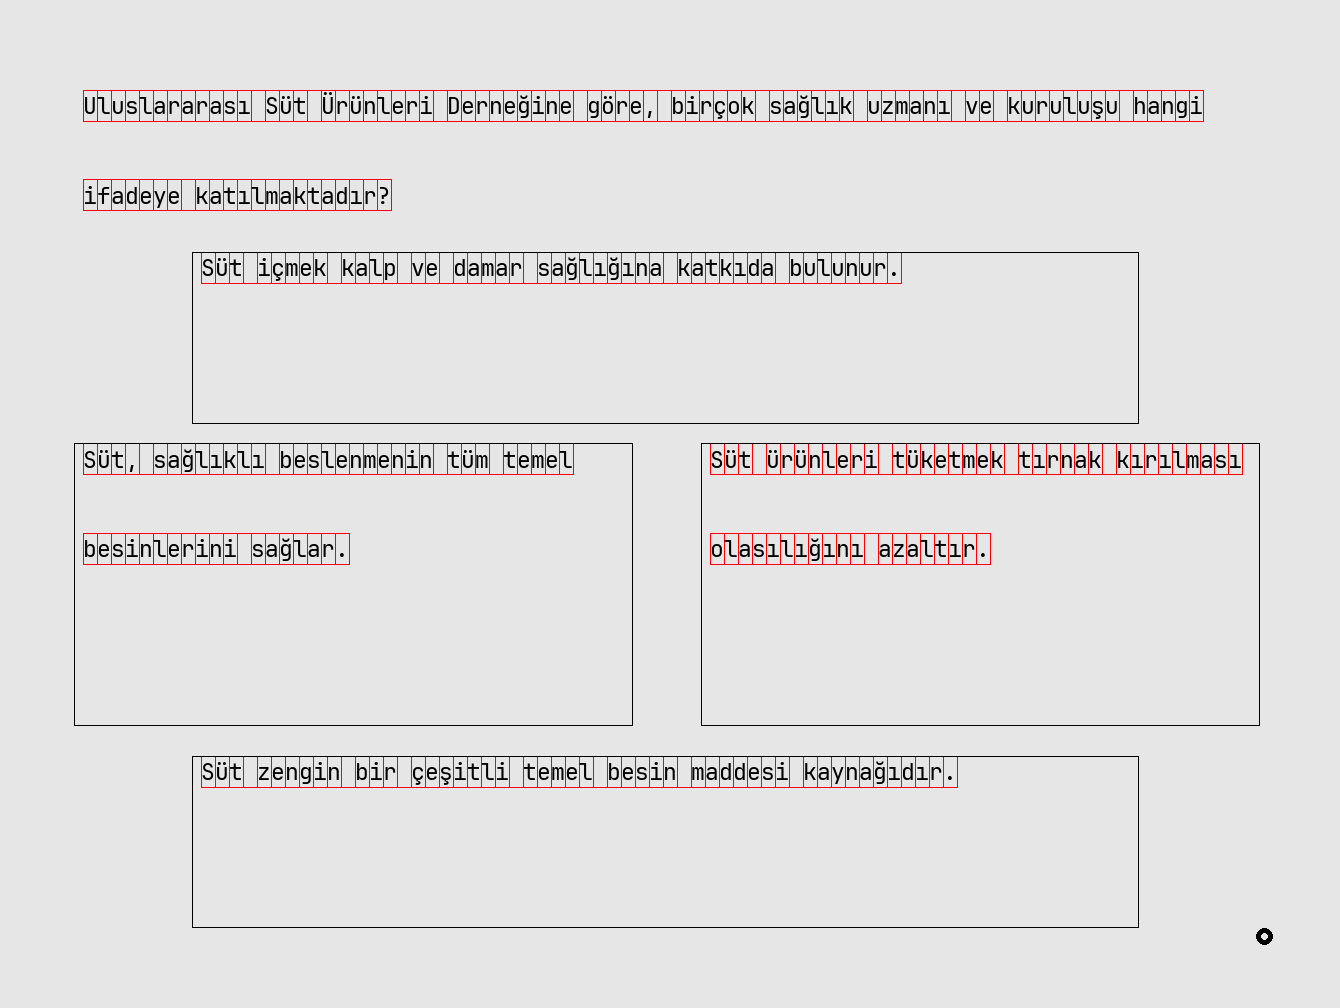 Uluslararası Süt Ürünleri Derneğine göre, birçok sağlık uzmanı ve kuruluşu hangi
ifadeye katılmaktadır?
Süt içmek kalp ve damar sağlığına katkıda bulunur.
Süt, sağlıklı beslenmenin tüm temel
besinlerini sağlar.
Süt ürünleri tüketmek tırnak kırılması
olasılığını azaltır.
Süt zengin bir çeşitli temel besin maddesi kaynağıdır.